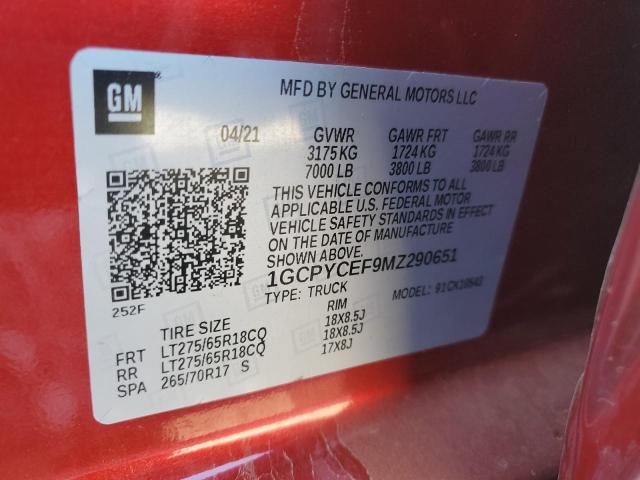 GM
MFD BY GENERAL MOTORS LLC
04/21 GVWR GAWR FRT GAWR RR
3175 KG 1724 KG 1724 KG
7000 LB 3800 LB 3800 LB
THIS VEHICLE CONFORMS TO ALL
APPLICABLE U.S. FEDERAL MOTOR
VEHICLE SAFETY STANDARDS IN EFFECT
ON THE DATE OF MANUFACTURE
SHOWN ABOVE.
1GCPYCEF9MZ290651
TYPE: TRUCK MODEL:
252F
TIRE SIZE RIM
FRT LT275/65R18CQ 18X8.5J
RR LT275/65R18CQ 18X8.5J
SPA 265/70R17 S 17X8J